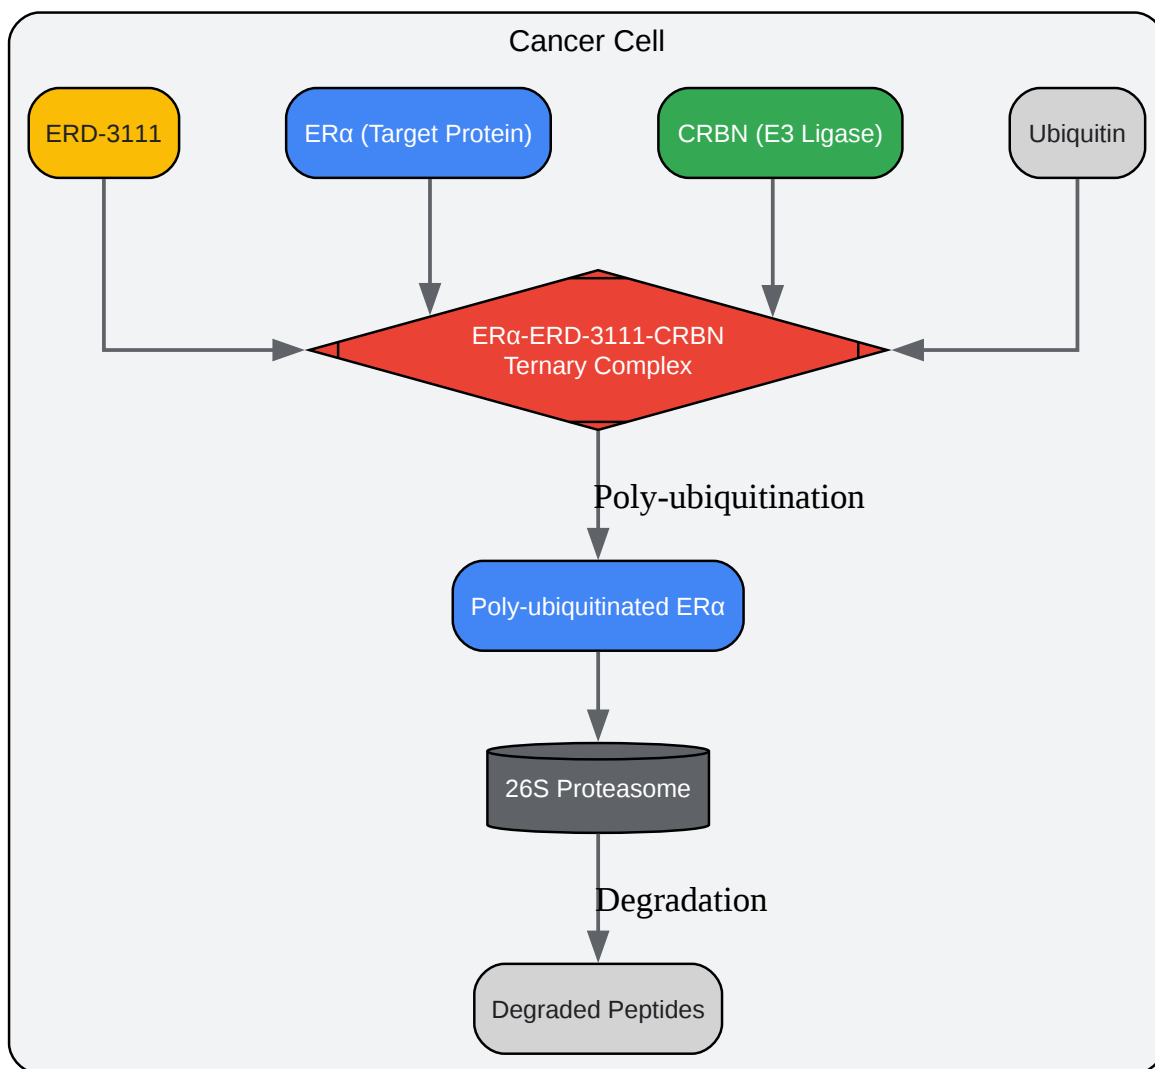 Cancer Cell
ERD-3111
ERα (Target Protein)
CRBN (E3 Ligase)
Ubiquitin
ERα-ERD-3111-CRBN
Ternary Complex
Poly-ubiquitination
Poly-ubiquitinated ERα
26S Proteasome
Degradation
Degraded Peptides